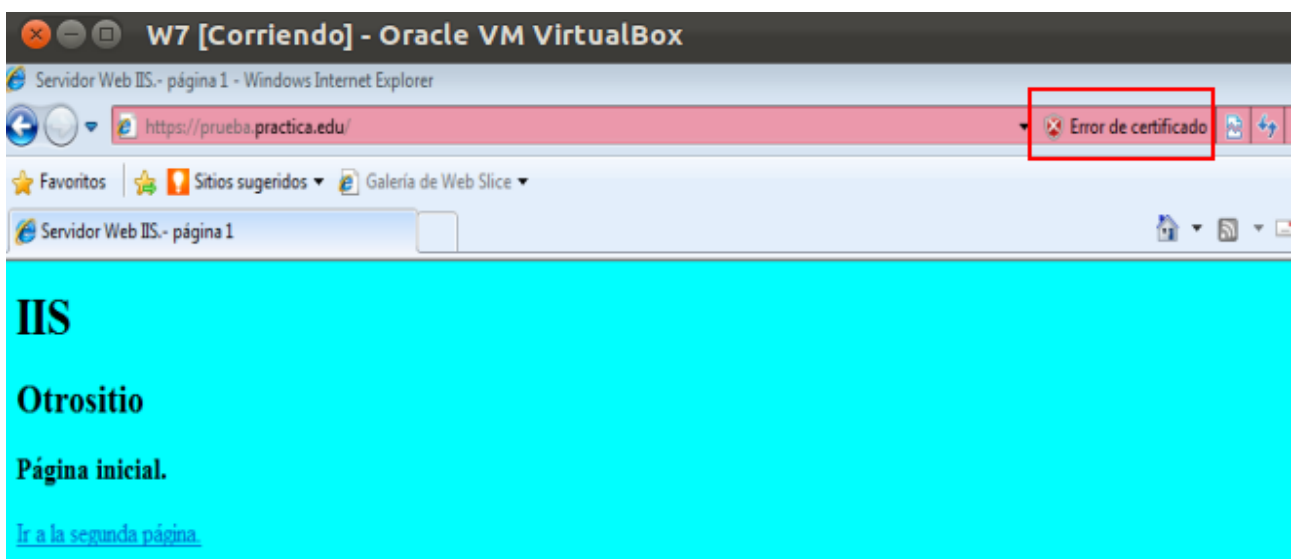 W7 [Corriendo] - Oracle VM VirtualBox
Servidor Web IIS.- página 1 - Windows Internet Explorer
https://prueba.practica.edu/
Error de certificado
Favoritos
Sitios sugeridos
Galería de Web Slice
Servidor Web IIS.- página 1
IIS
Otrositio
Página inicial.
Ir a la segunda página.